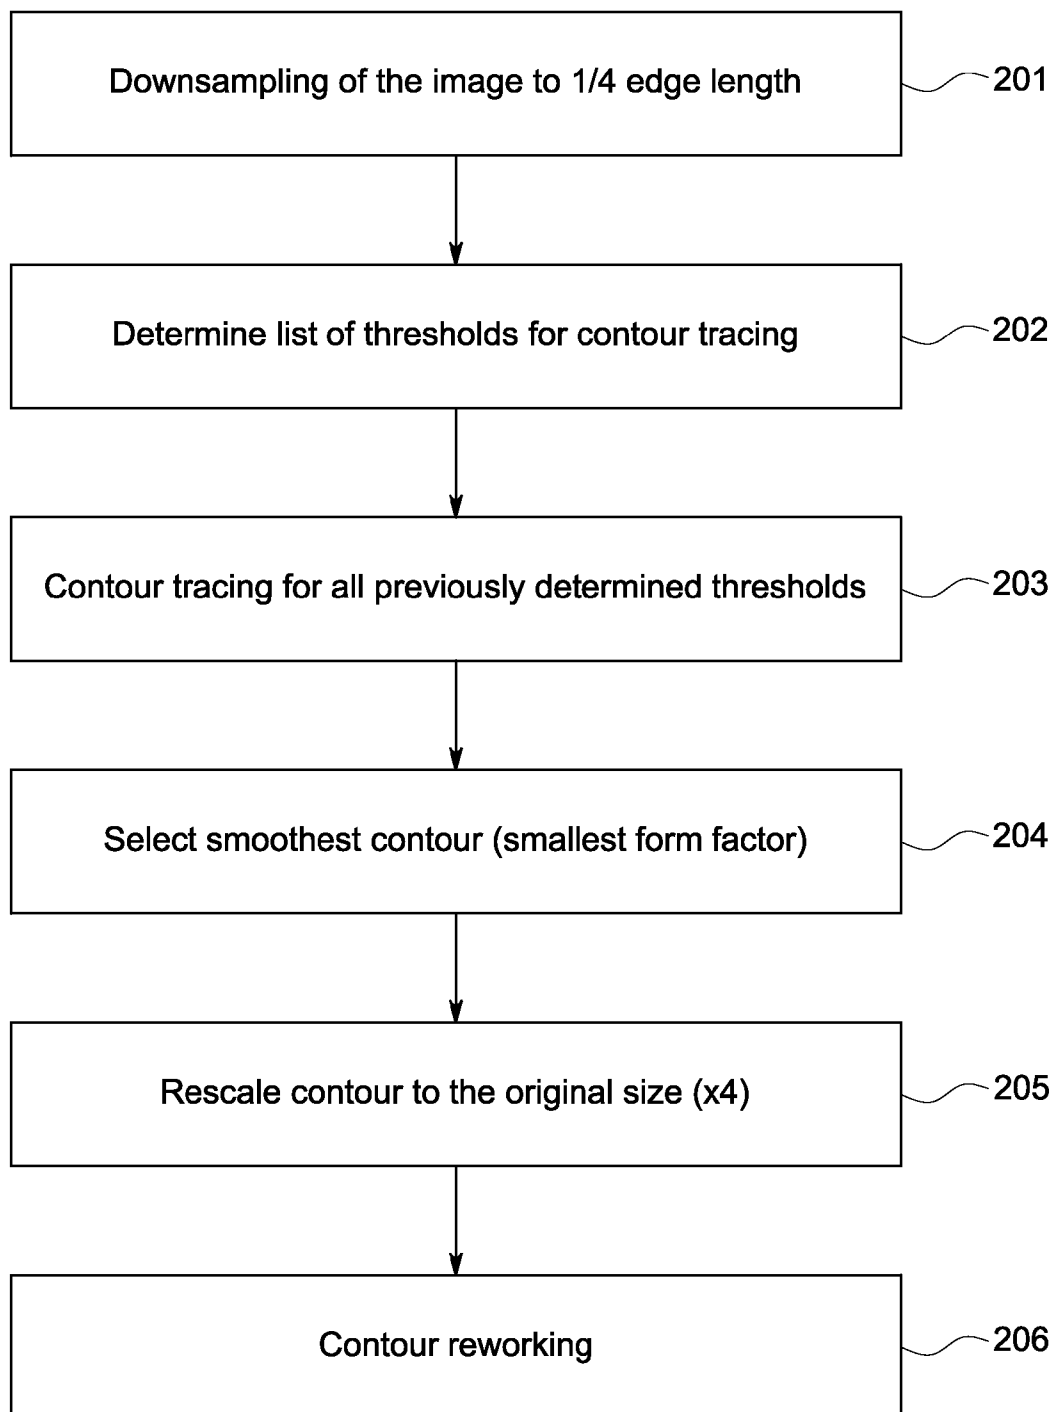 Downsampling of the image to 1/4 edge length
201
Determine list of thresholds for contour tracing
202
Contour tracing for all previously determined thresholds
203
Select smoothest contour (smallest form factor)
204
Rescale contour to the original size (x4)
205
Contour reworking
206